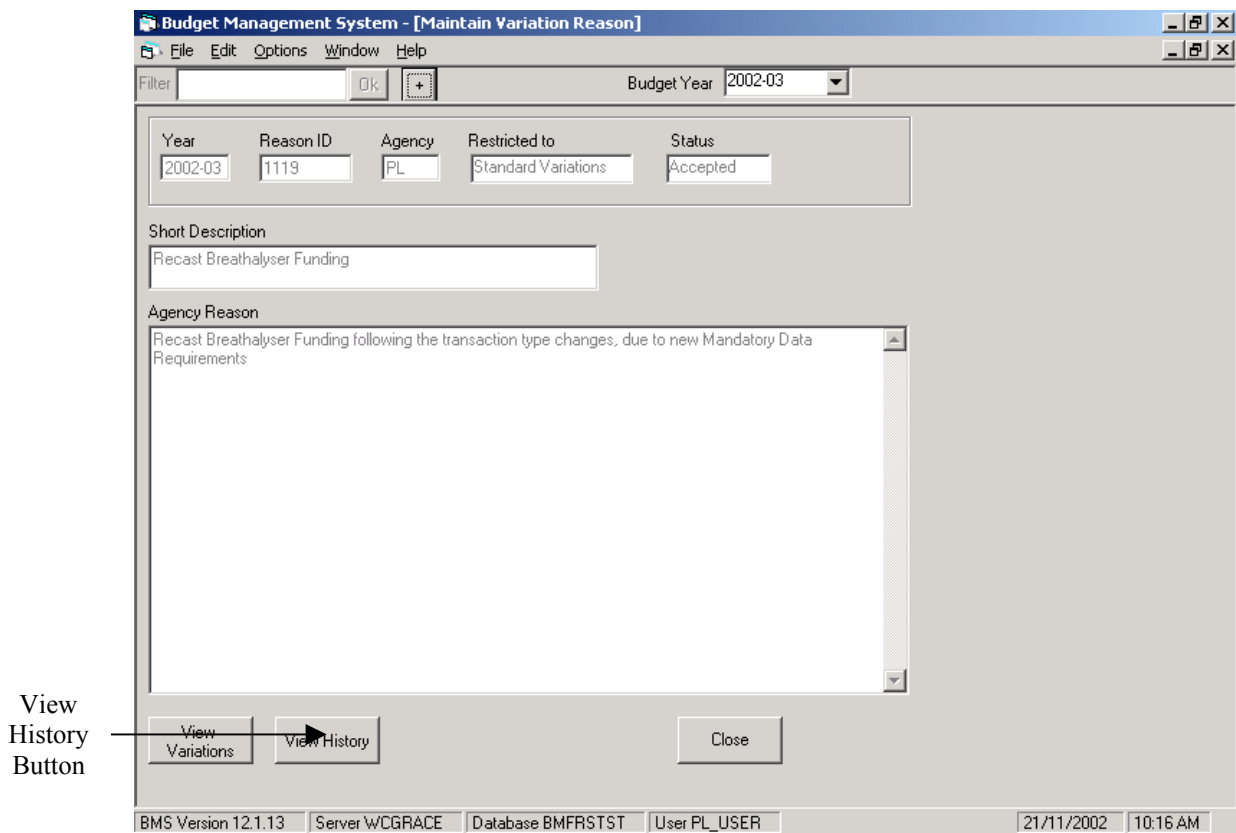 Budget Management System - [Maintain Variation Reason]
File Edit Options Window Help
Filter Ok + Budget Year 2002-03
Year Reason ID Agency Restricted to Status
2002-03 1119 PL Standard Variations Accepted
Short Description
Recast Breathalyser Funding
Agency Reason
Recast Breathalyser Funding following the transaction type changes, due to new Mandatory Data
Requirements
View
History
Button
View
Variations
View History
Close
BMS Version 12.1.13 Server WCGRACE Database BMFRSTST User PL_USER 21/11/2002 10:16 AM